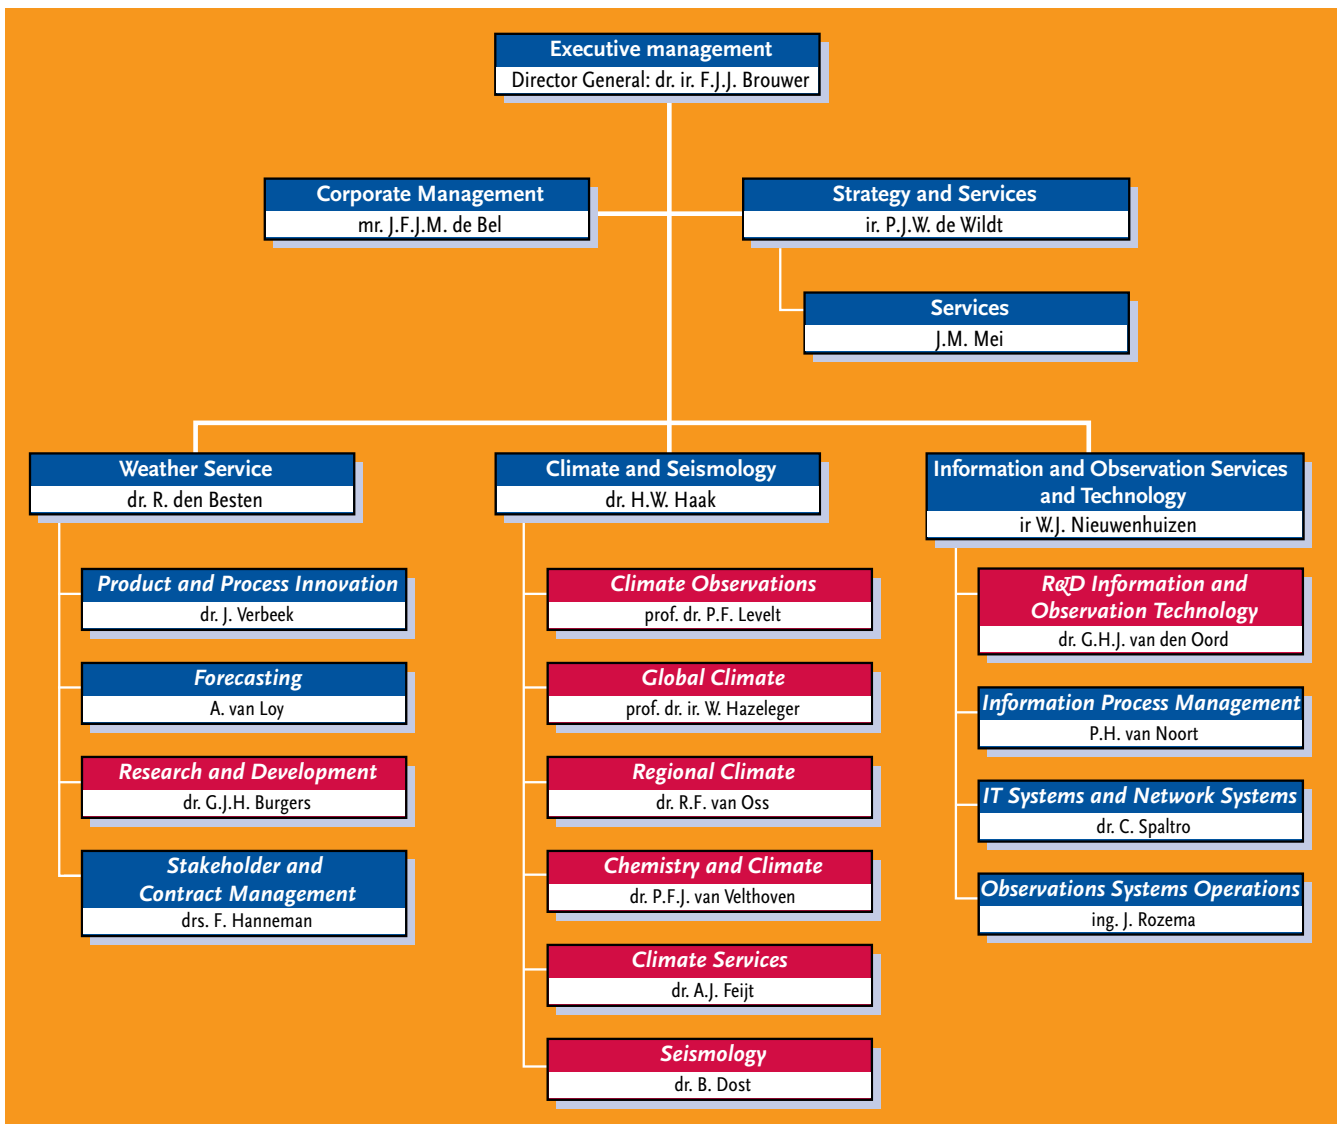 Executive management
Director General: dr. ir. F.J.J. Brouwer
Corporate Management
mr. J.F.J.M. de Bel
Strategy and Services
ir. P.J.W. de Wildt
Services
J.M. Mei
Weather Service
dr. R. den Besten
Product and Process Innovation
dr. J. Verbeek
Forecasting
A. van Loy
Research and Development
dr. G.J.H. Burgers
Stakeholder and
Contract Management
drs. F. Hanneman
Climate and Seismology
dr. H.W. Haak
Climate Observations
prof. dr. P.F. Levelt
Global Climate
prof. dr. ir. W. Hazeleger
Regional Climate
dr. R.F. van Oss
Chemistry and Climate
dr. P.F.J. van Velthoven
Climate Services
dr. A.J. Feijt
Seismology
dr. B. Dost
Information and Observation Services
and Technology
ir W.J. Nieuwenhuizen
R&D Information and
Observation Technology
dr. G.H.J. van den Oord
Information Process Management
P.H. van Noort
IT Systems and Network Systems
dr. C. Spaltro
Observations Systems Operations
ing. J. Rozema